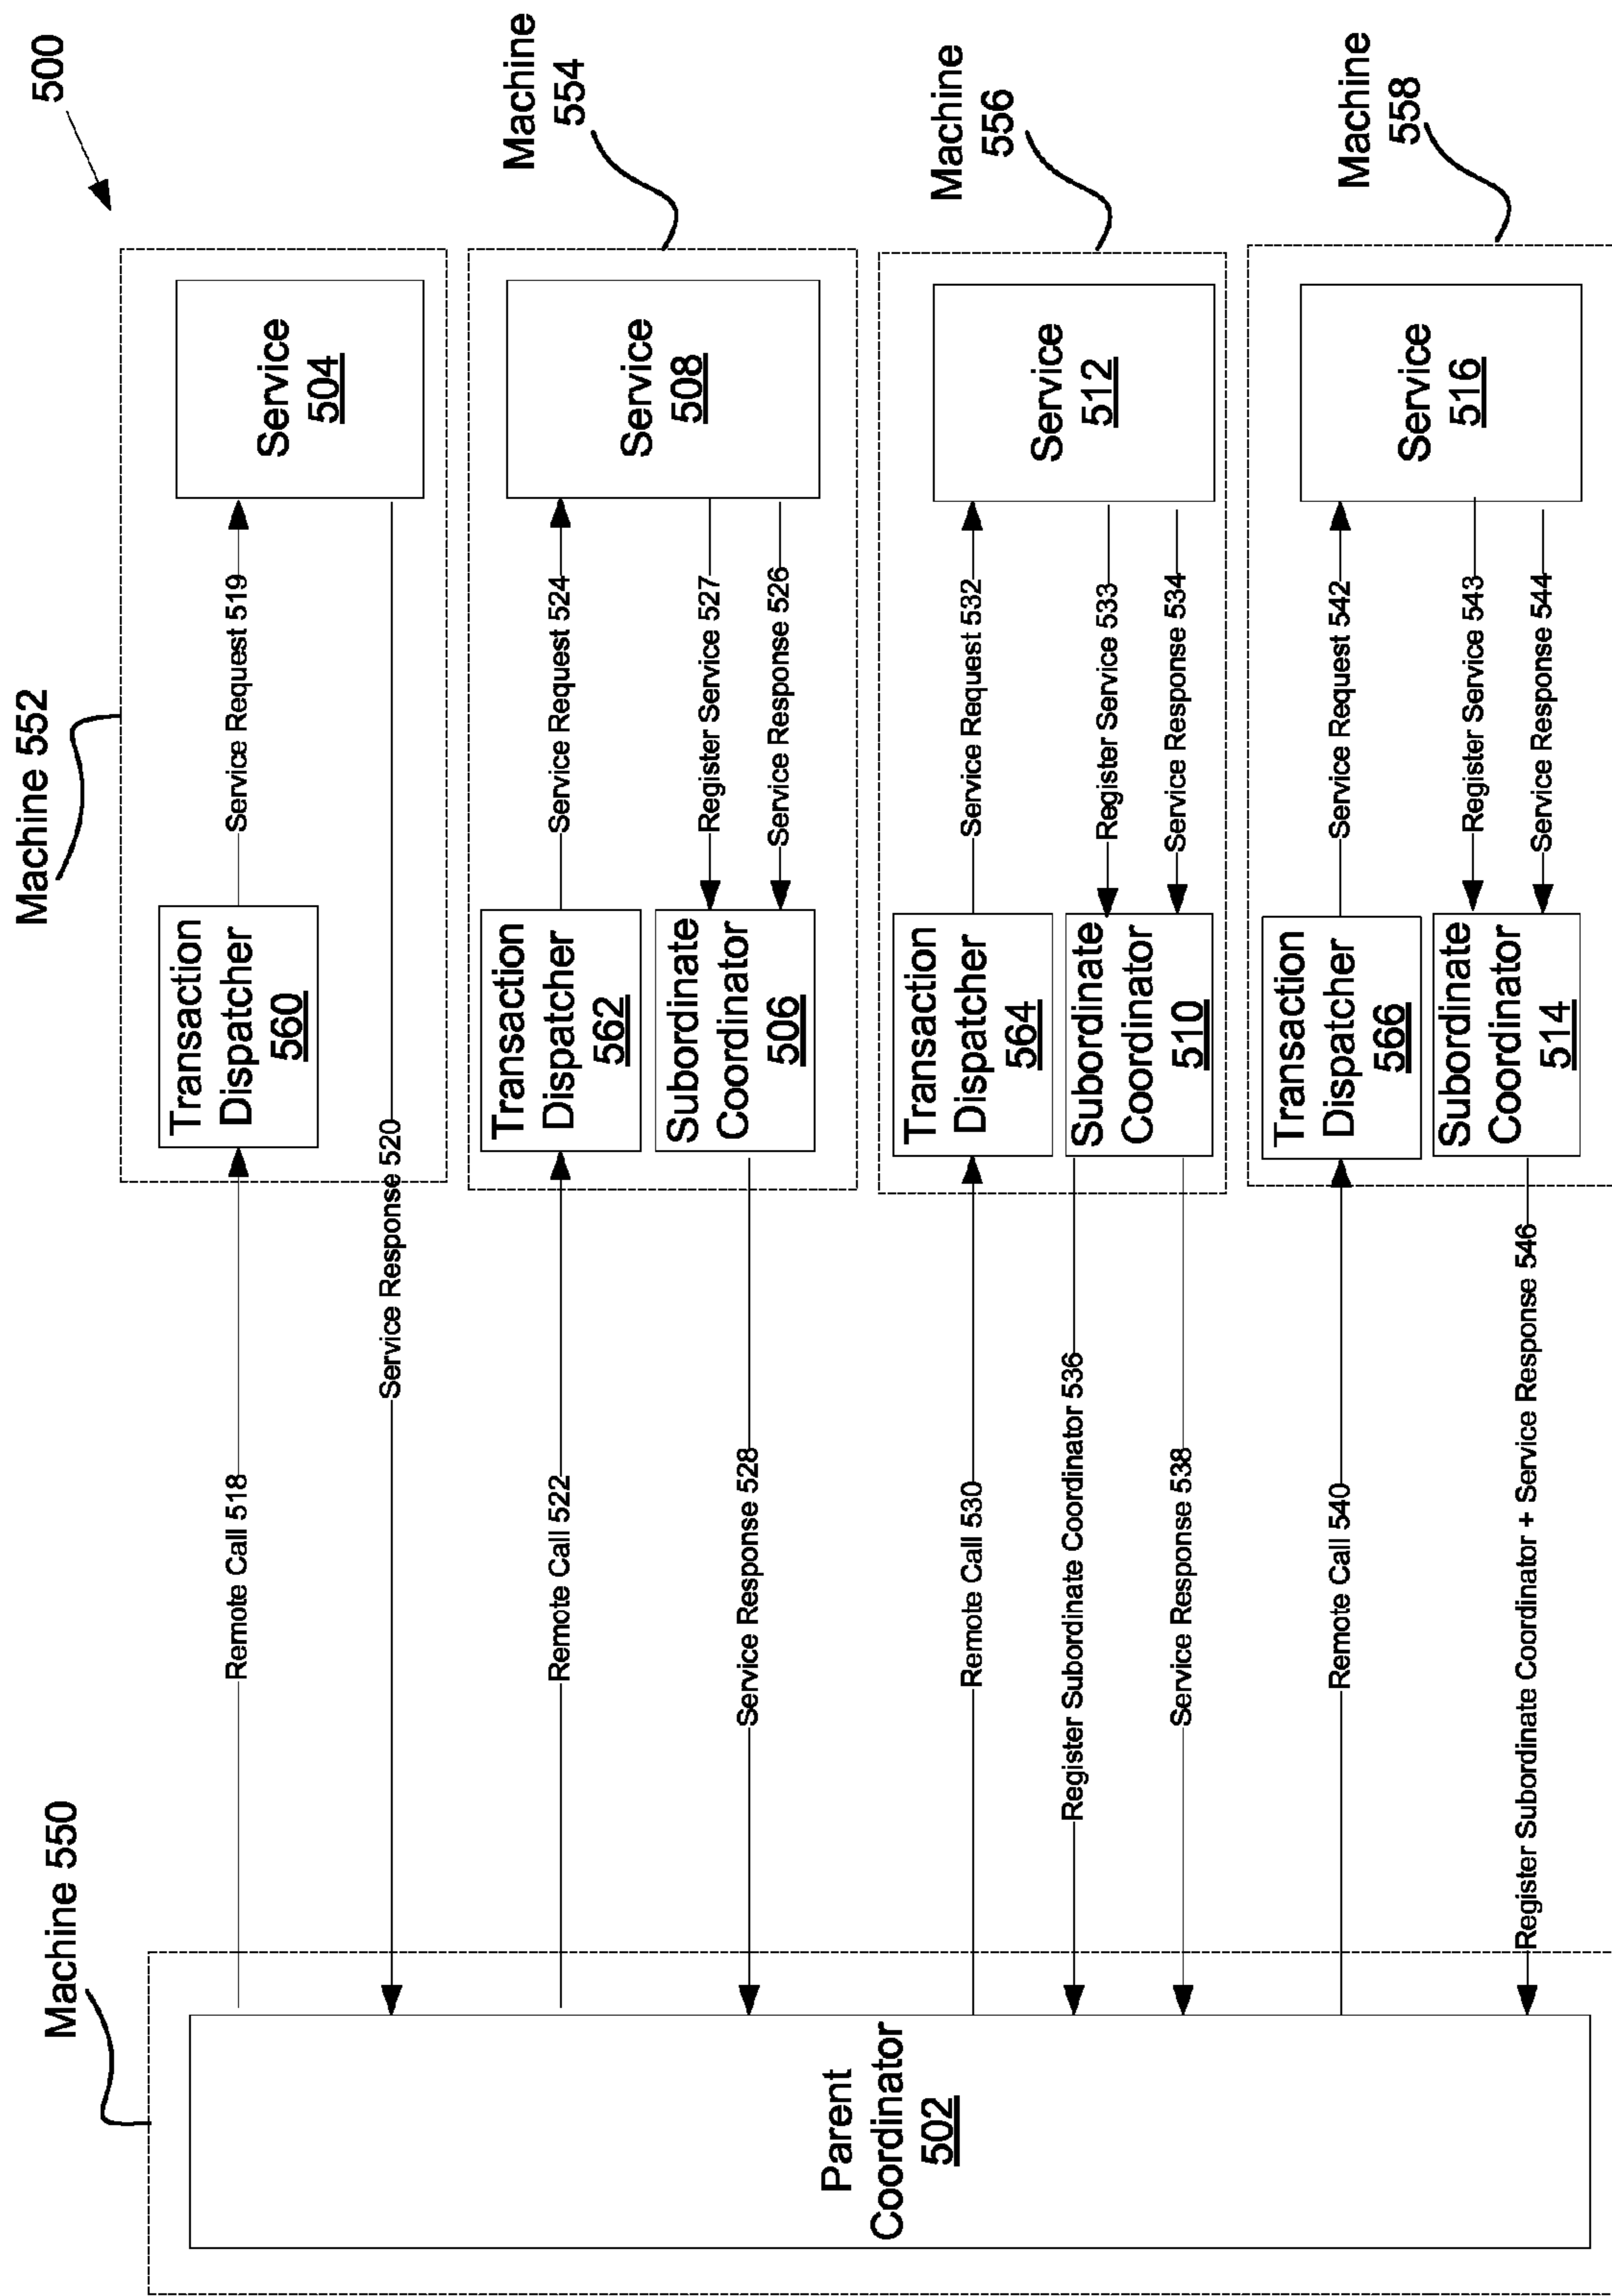 500
Machine 550
Machine 552
Machine
554
Machine
556
Machine
558
Parent
Coordinator
502
Remote Call 518
Transaction
Dispatcher
560
Service Request 519
Service
504
Service Response 520
Remote Call 522
Transaction
Dispatcher
562
Service Request 524
Service
508
Register Service 527
Service Response 526
Subordinate
Coordinator
506
Service Response 528
Remote Call 530
Transaction
Dispatcher
564
Service Request 532
Service
512
Register Service 533
Service Response 534
Subordinate
Coordinator
510
Register Subordinate Coordinator 536
Service Response 538
Remote Call 540
Transaction
Dispatcher
566
Service Request 542
Service
516
Register Service 543
Service Response 544
Subordinate
Coordinator
514
Register Subordinate Coordinator + Service Response 546